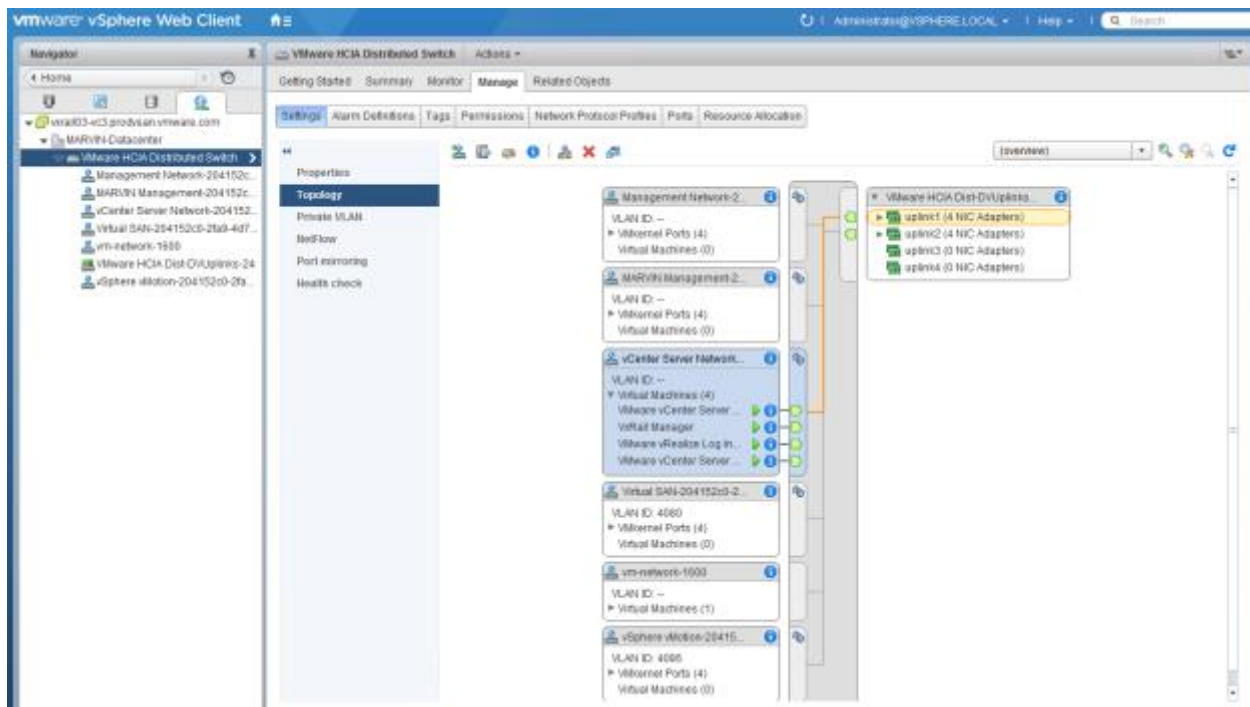 vmware vSphere Web Client
Administrator@VSPHERE.LOCAL
Help
Search
Navigator
Home
vxrail03-vc3.prodvsan.vmware.com
MARVIN-Datacenter
VMware HCIA Distributed Switch
Management Network-204152c...
MARVIN Management-204152c...
vCenter Server Network-204152...
Virtual SAN-204152c0-2fa9-4d7...
vm-network-1600
VMware HCIA Dist-DVUplinks-24
vSphere vMotion-204152c0-2fa...
VMware HCIA Distributed Switch Actions
Getting Started Summary Monitor Manage Related Objects
Settings Alarm Definitions Tags Permissions Network Protocol Profiles Ports Resource Allocation
Properties
Topology
Private VLAN
NetFlow
Port mirroring
Health check
(overview)
Management Network-2...
VLAN ID: --
VMkernel Ports (4)
Virtual Machines (0)
MARVIN Management-2...
VLAN ID: --
VMkernel Ports (4)
Virtual Machines (0)
vCenter Server Network...
VLAN ID: --
Virtual Machines (4)
VMware vCenter Server ...
VxRail Manager
VMware vRealize Log In...
VMware vCenter Server ...
Virtual SAN-204152c0-2...
VLAN ID: 4080
VMkernel Ports (4)
Virtual Machines (0)
vm-network-1600
VLAN ID: --
Virtual Machines (1)
vSphere vMotion-20415...
VLAN ID:
VMkernel Ports (4)
Virtual Machines (0)
VMware HCIA Dist-DVUplinks...
uplink1 (4 NIC Adapters)
uplink2 (4 NIC Adapters)
uplink3 (0 NIC Adapters)
uplink4 (0 NIC Adapters)